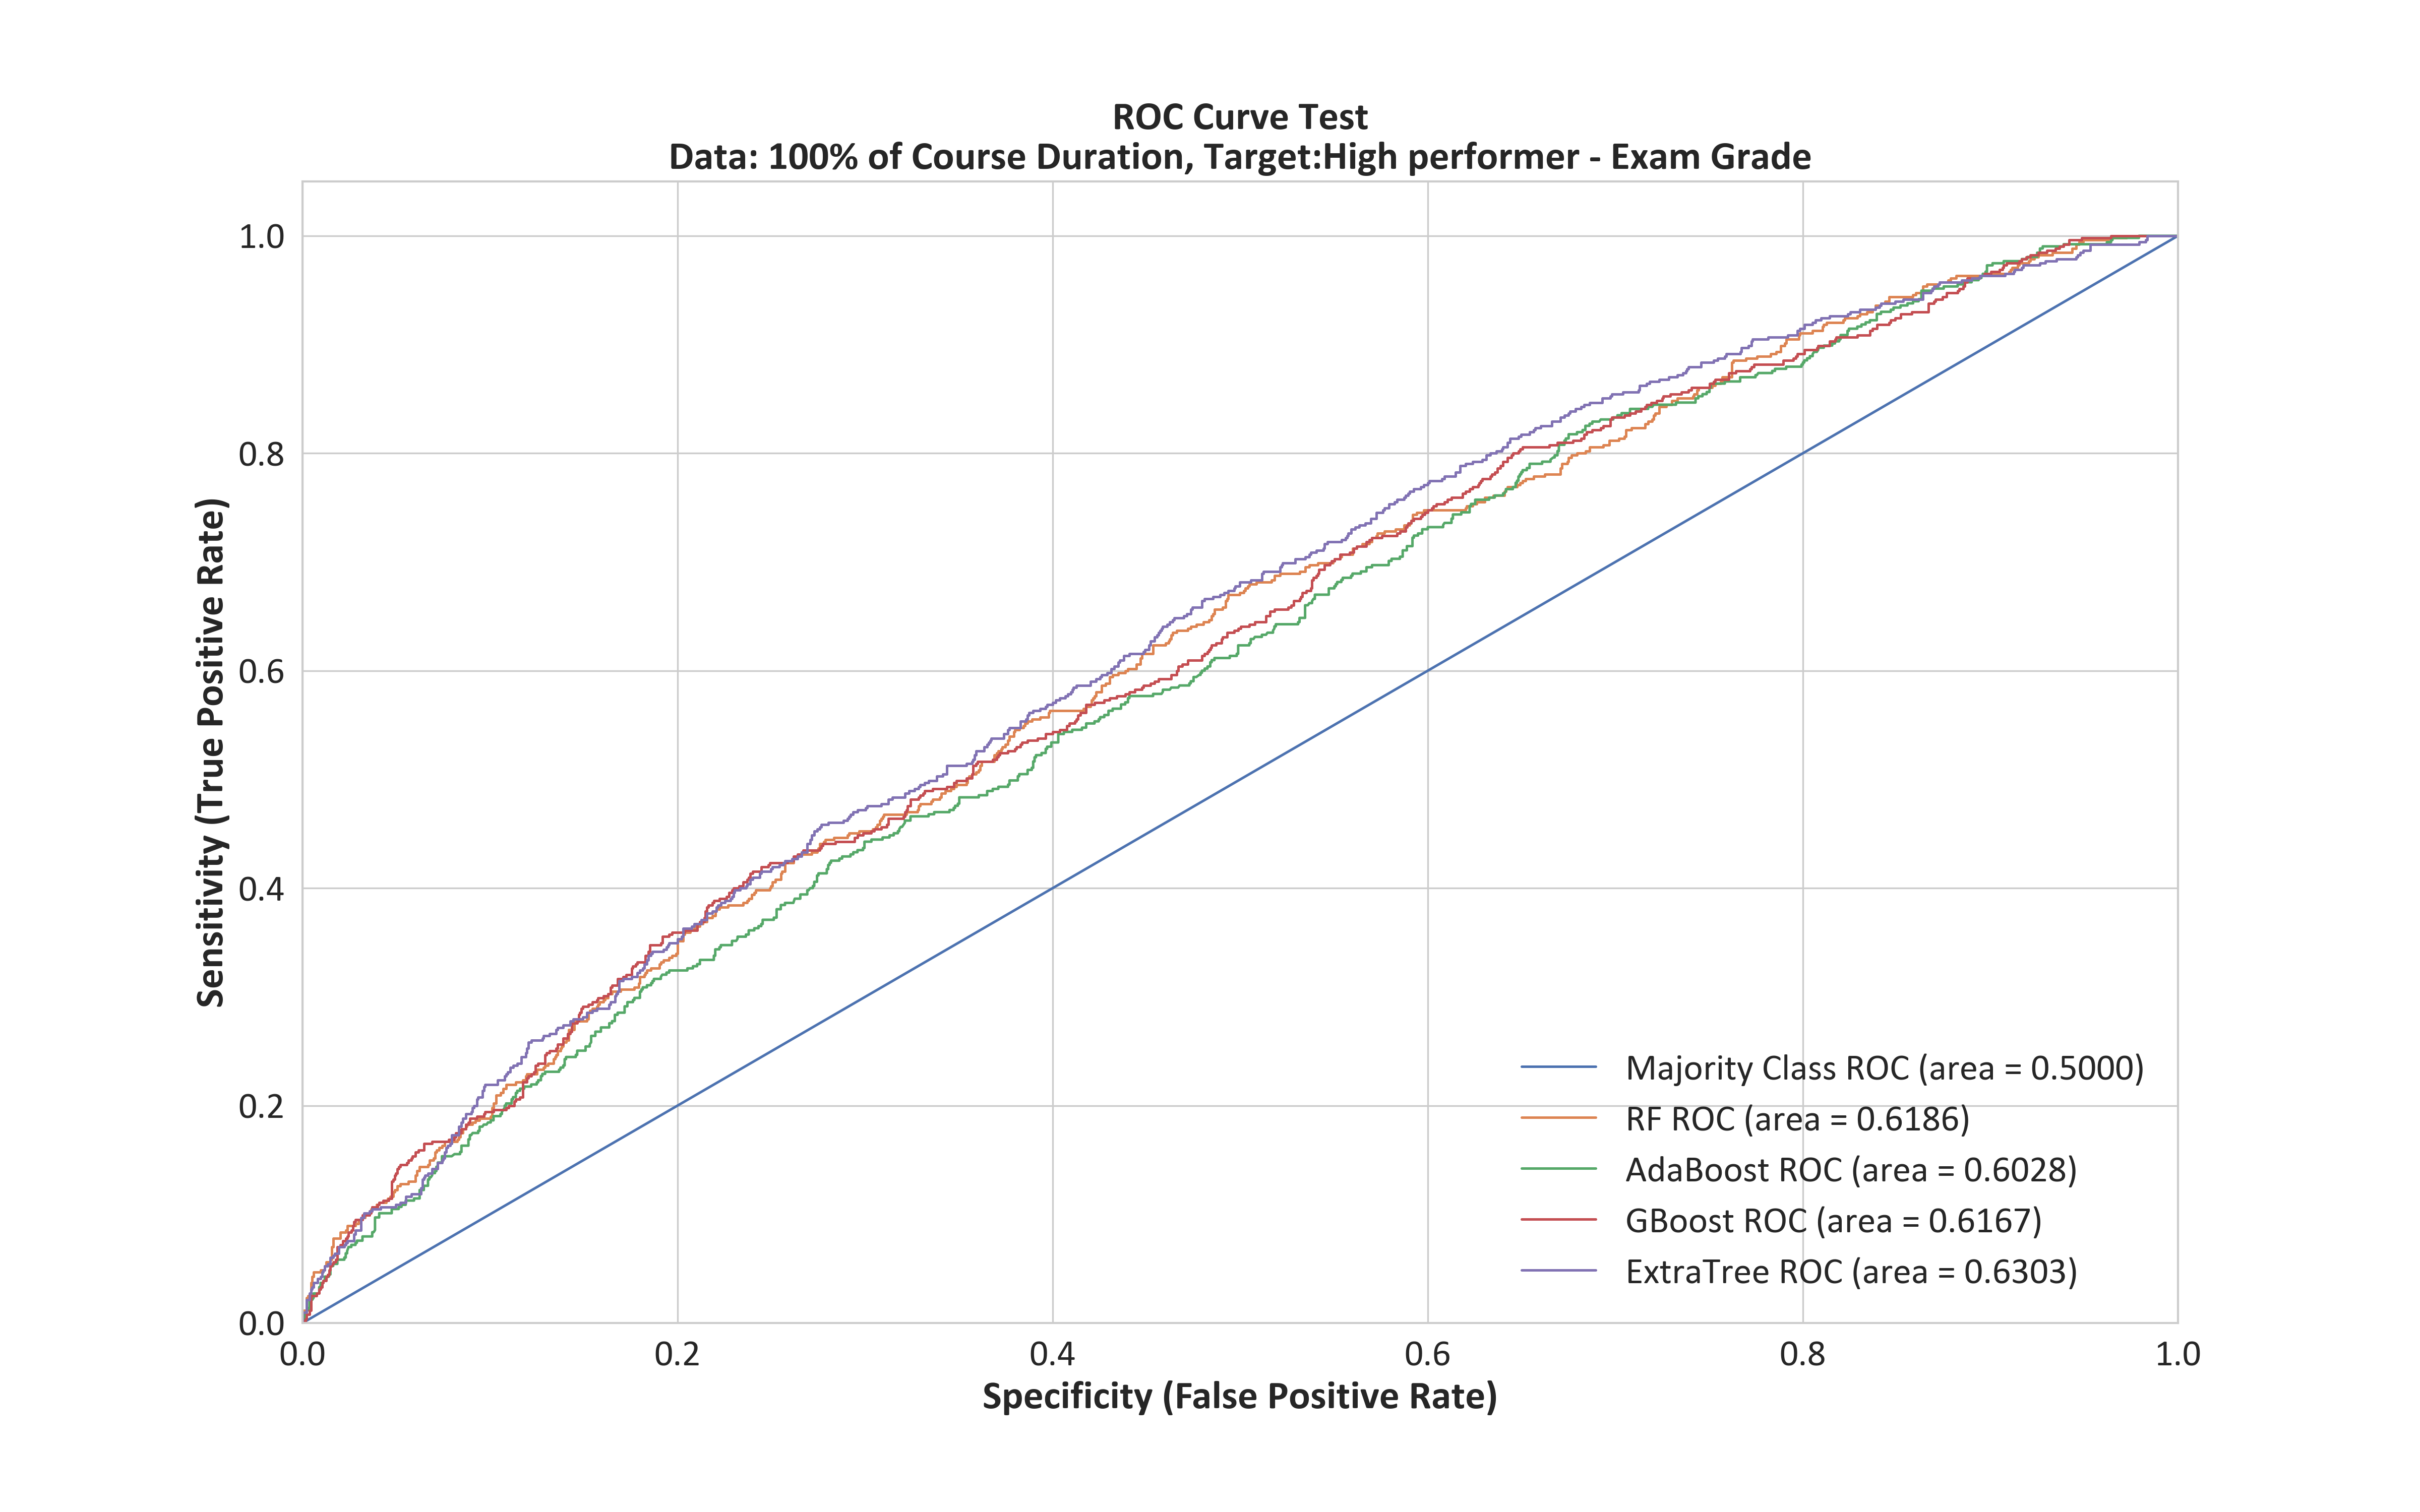 ROC Curve Test
Data: 100% of Course Duration, Target:High performer - Exam Grade
Sensitivity (True Positive Rate)
1.0
0.8
0.6
0.4
0.2
0.0
Majority Class ROC (area = 0.5000)
RF ROC (area = 0.6186)
AdaBoost ROC (area = 0.6028)
GBoost ROC (area = 0.6167)
ExtraTree ROC (area = 0.6303)
0.0 0.2 0.4 0.6 0.8 1.0
Specificity (False Positive Rate)